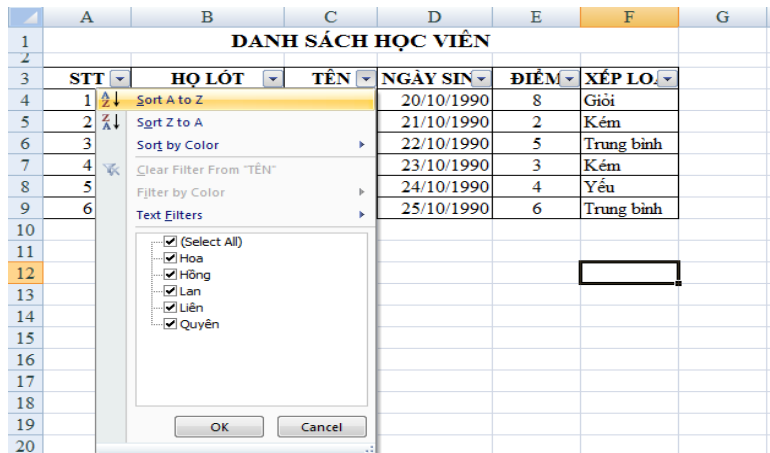 A B C D E F G
1 DANH SÁCH HỌC VIÊN
2
3 STT HỌ LÓT TÊN NGÀY SIN ĐIỂM XẾP LOẠ
4 1 Sort A to Z 20/10/1990 8 Giỏi
5 2 Sort Z to A 21/10/1990 2 Kém
6 3 Sort by Color 22/10/1990 5 Trung bình
7 4 Clear Filter From "TÊN" 23/10/1990 3 Kém
8 5 Filter by Color 24/10/1990 4 Yếu
9 6 Text Filters 25/10/1990 6 Trung bình
10 (Select All)
11 Hoa
12 Hồng
13 Lan
14 Liên
15 Quyên
16
17
18
19 OK Cancel
20